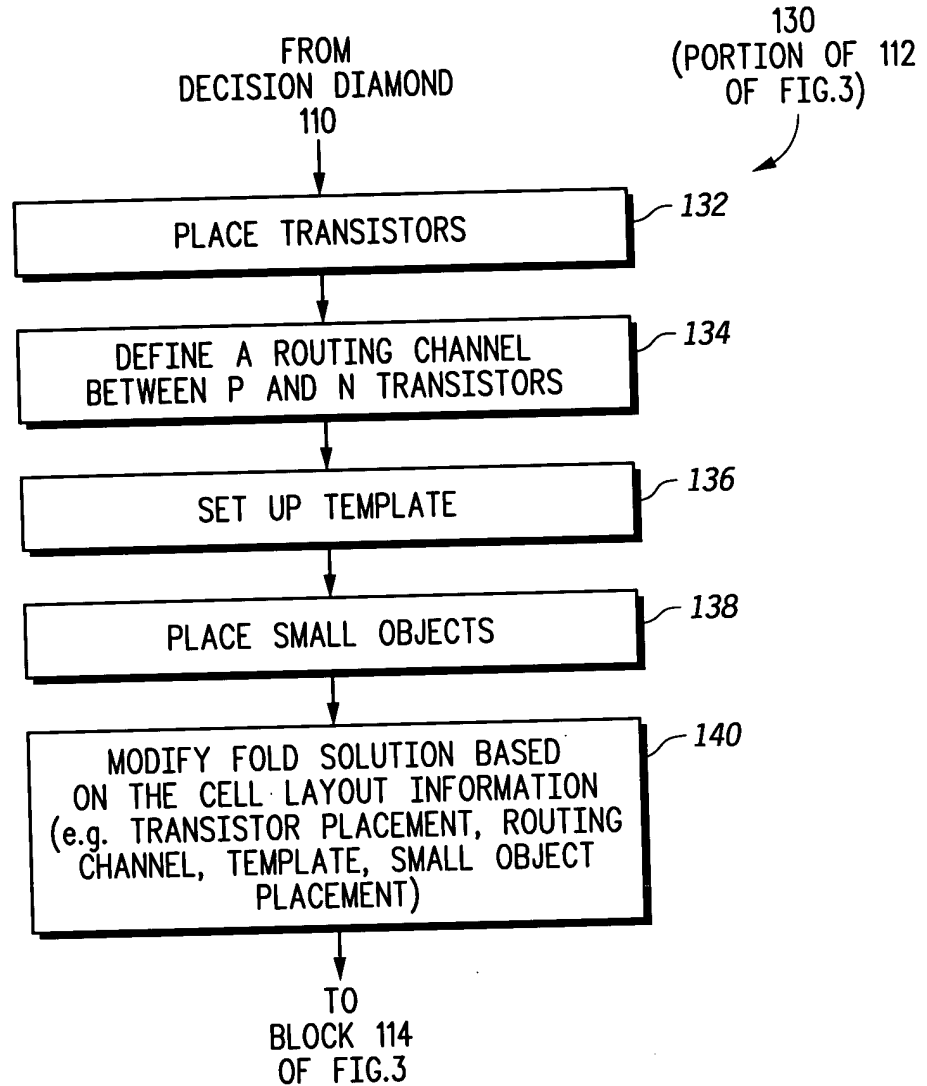 130
(PORTION OF 112
OF FIG.3)
FROM
DECISION DIAMOND
110
PLACE TRANSISTORS
132
DEFINE A ROUTING CHANNEL
BETWEEN P AND N TRANSISTORS
134
SET UP TEMPLATE
136
PLACE SMALL OBJECTS
138
MODIFY FOLD SOLUTION BASED
ON THE CELL LAYOUT INFORMATION
(e.g. TRANSISTOR PLACEMENT, ROUTING
CHANNEL, TEMPLATE, SMALL OBJECT
PLACEMENT)
140
TO
BLOCK 114
OF FIG.3